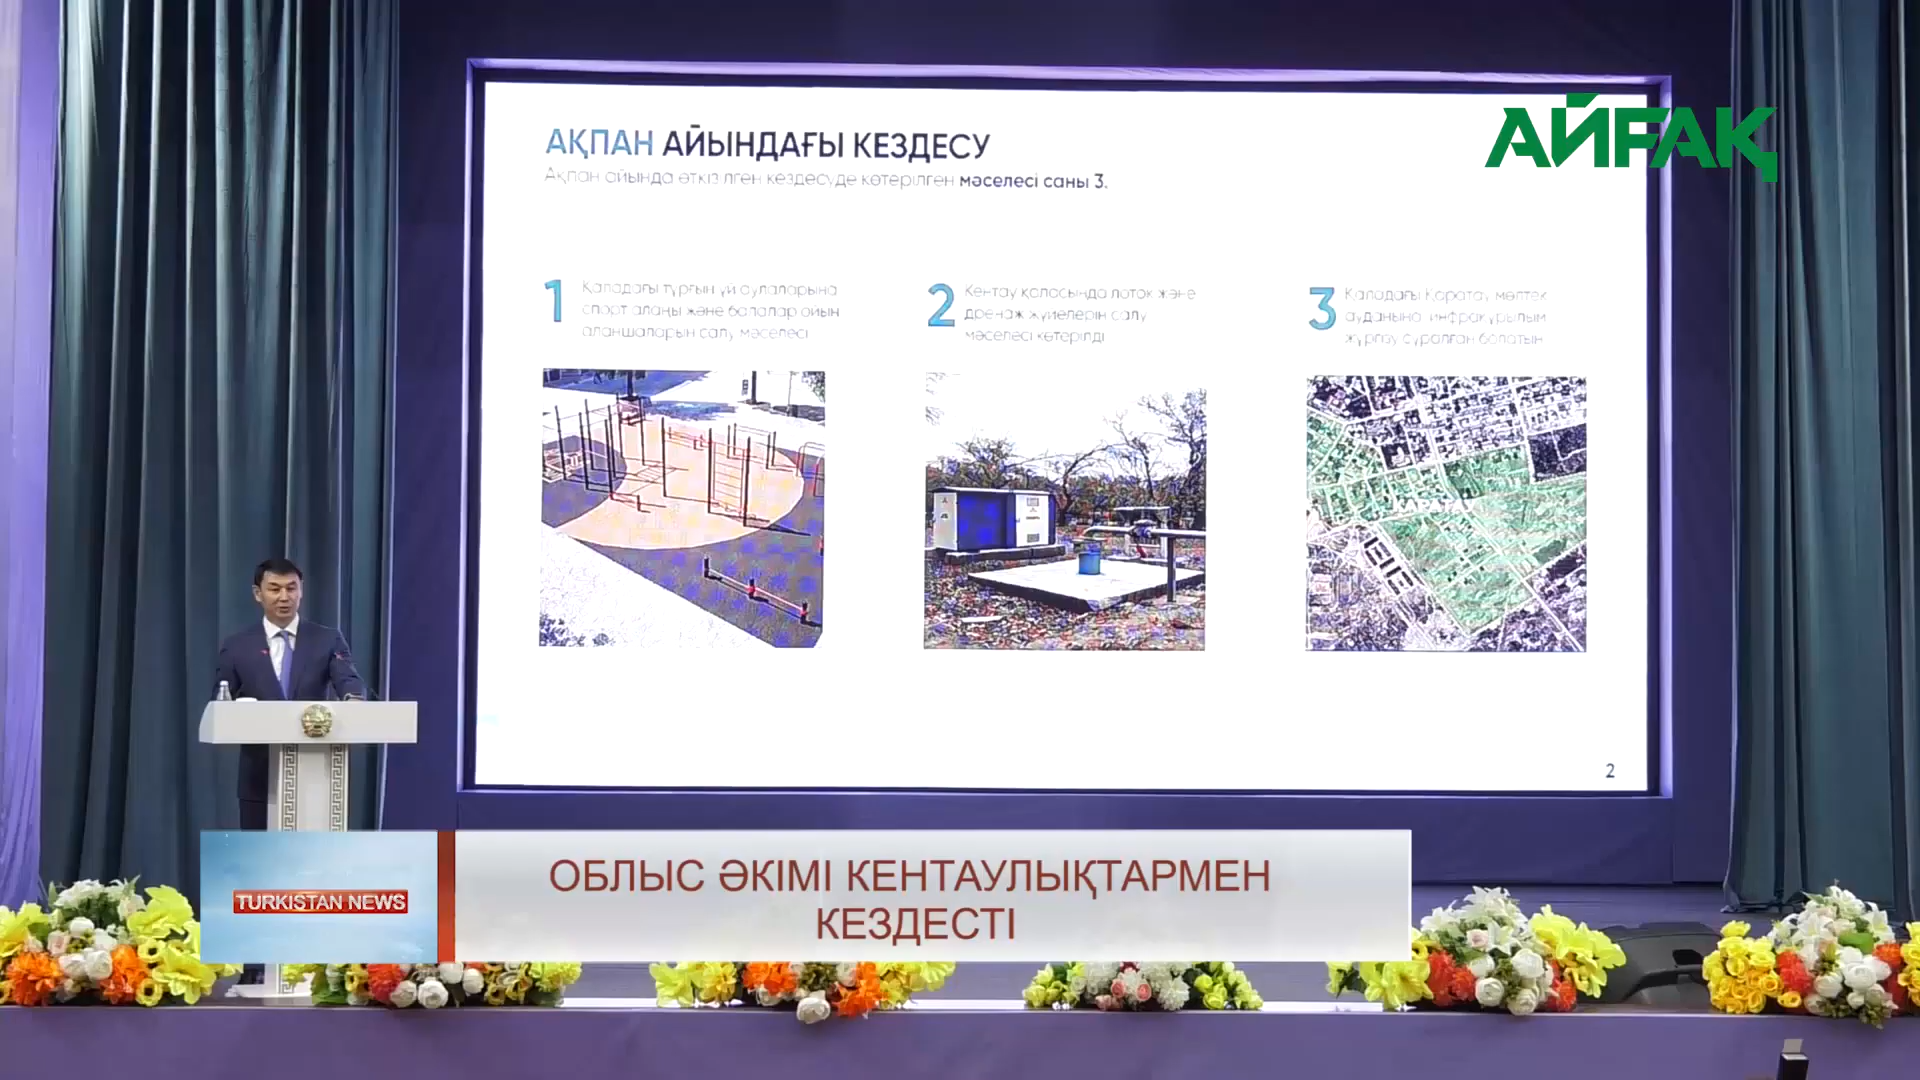 АЙҒАҚ
АҚПАН АЙЫНДАҒЫ КЕЗДЕСУ
Ақпан айында өткізілген кездесуде көтерілген мәселесі саны 3.
1
Қаладағы тұрғын үй аулаларына
спорт алаңы және балалар ойын
алаңшаларын салу мәселесі
2
Кентау қаласында лоток және
дренаж жүйелерін салу
мәселесі көтерілді
3
Қаладағы Қаратау мөлтек
ауданына инфрақұрылым
жүргізу сұралған болатын
КАРАТАУ
2
TURKISTAN NEWS
ОБЛЫС ӘКІМІ КЕНТАУЛЫҚТАРМЕН
КЕЗДЕСТІ